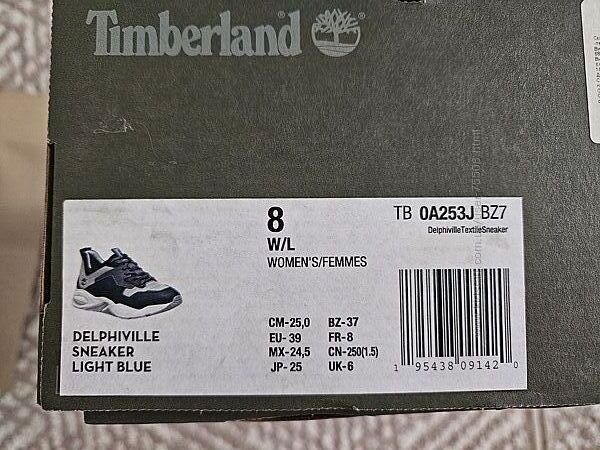 Timberland
8
W/L
WOMEN'S/FEMMES
TB 0A253J BZ7
DelphivilleTextileSneaker
DELPHIVILLE
SNEAKER
LIGHT BLUE
CM-25,0 BZ-37
EU- 39 FR-8
MX-24,5 CN-250(1.5)
JP- 25 UK-6
1 95438 09142 0